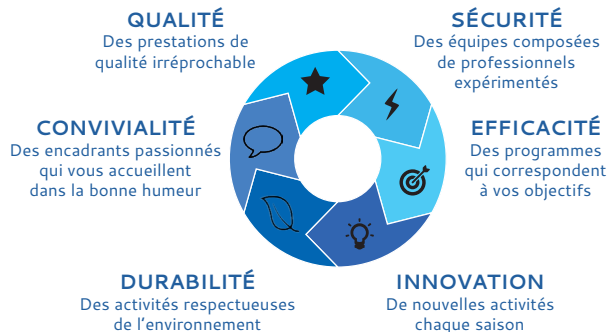 QUALITÉ
Des prestations de
qualité irréprochable
SÉCURITÉ
Des équipes composées
de professionnels
expérimentés
CONVIVIALITÉ
Des encadrants passionnés
qui vous accueillent
dans la bonne humeur
EFFICACITÉ
Des programmes
qui correspondent
à vos objectifs
DURABILITÉ
Des activités respectueuses
de l'environnement
INNOVATION
De nouvelles activités
chaque saison